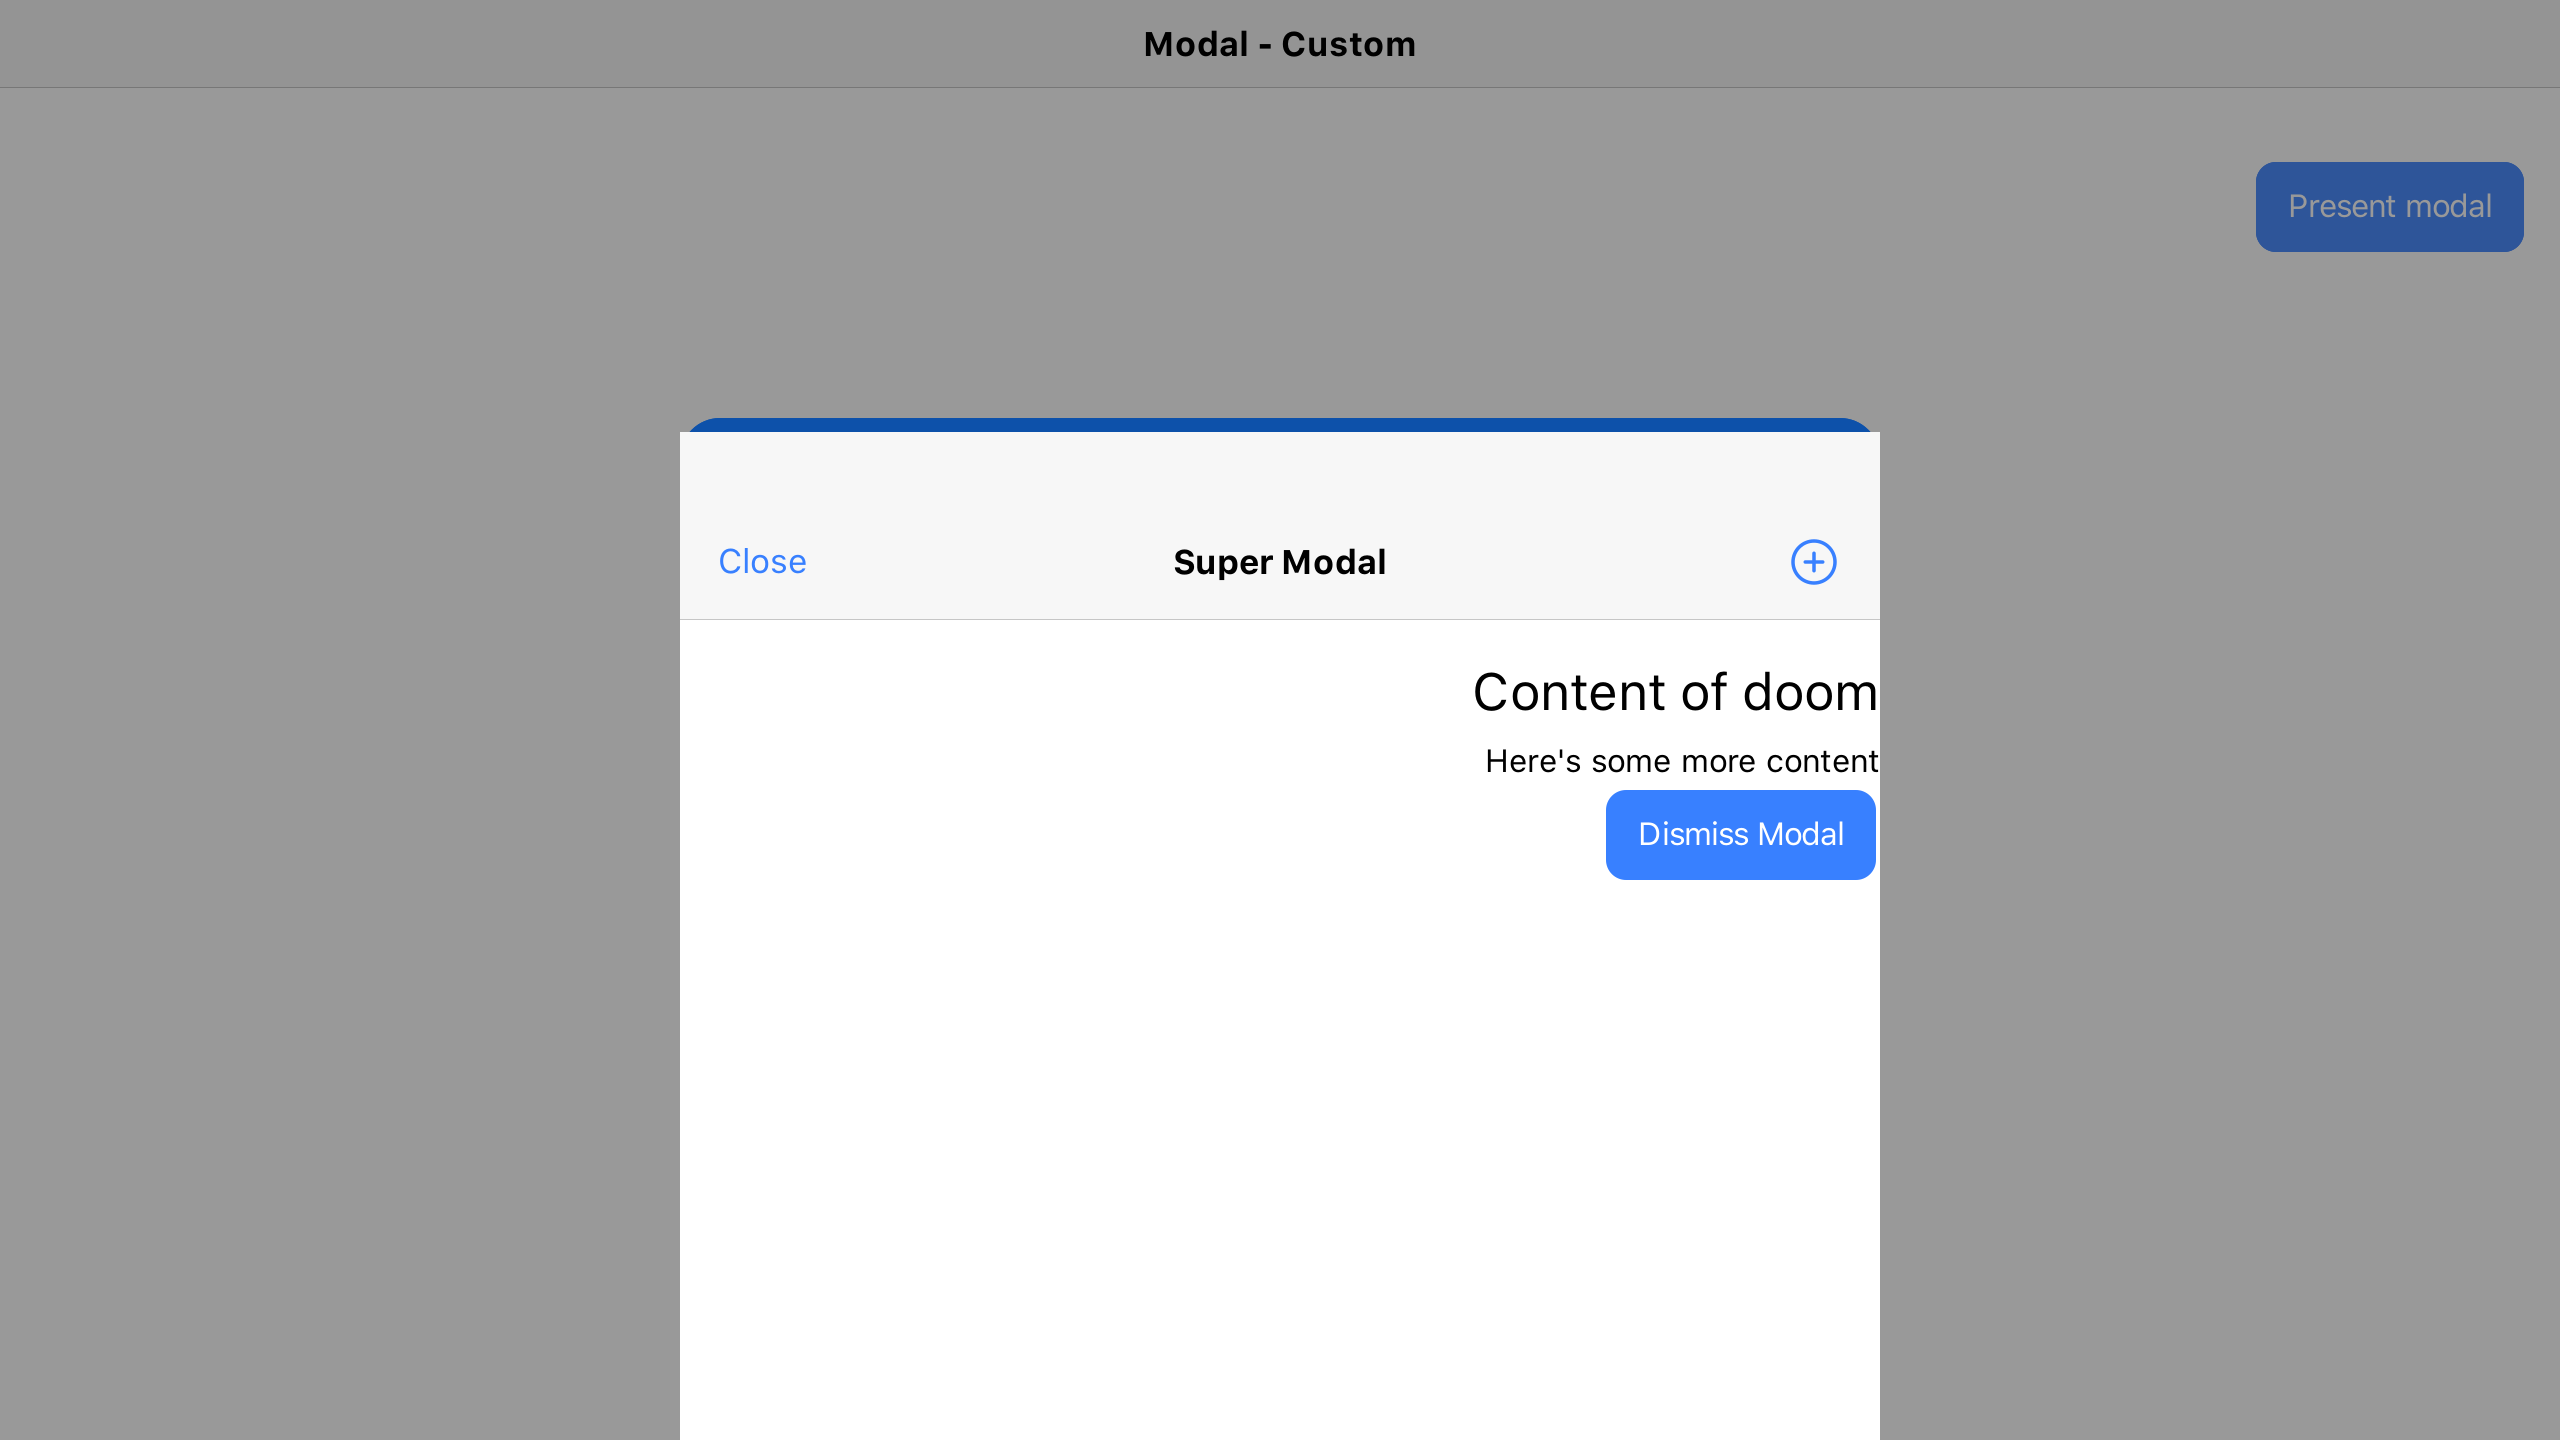 Modal - Custom
Present modal
Close
Super Modal
Content of doom
Here's some more content
Dismiss Modal